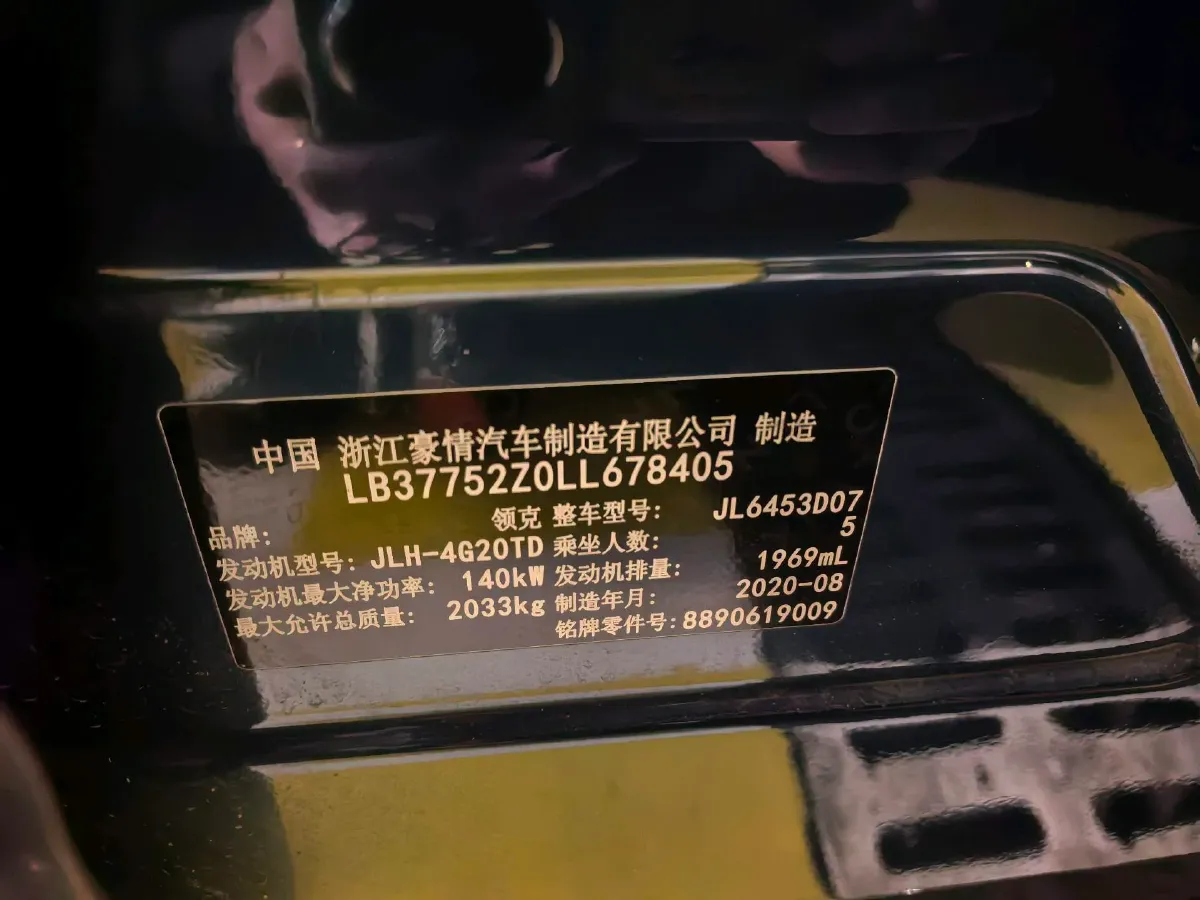 中国 浙江豪情汽车制造有限公司 制造
LB37752Z0LL678405
品牌: 领克 整车型号: JL6453D07
发动机型号: JLH-4G20TD 乘坐人数: 5
发动机最大净功率: 140kW 发动机排量: 1969mL
最大允许总质量: 2033kg 制造年月: 2020-08
铭牌零件号:8890619009